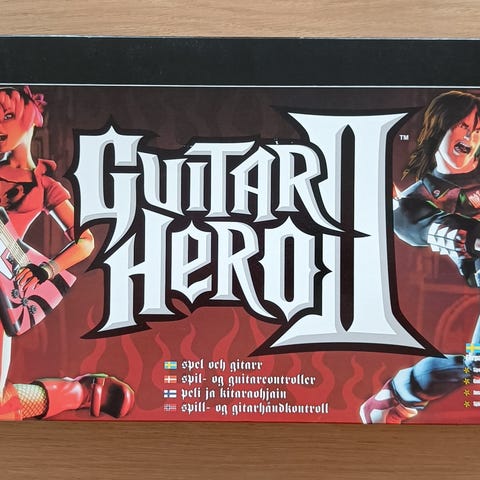 GUITAR
HERO II
™
spel och gitarr
spil- og guitarcontroller
peli ja kitaraohjain
spill- og gitarhåndkontroll